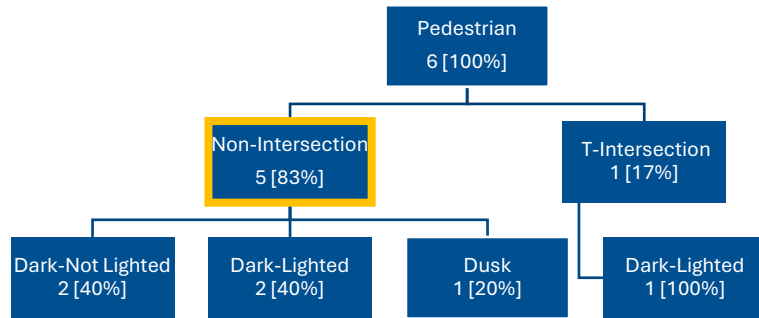 Pedestrian
6 [100%]
Non-Intersection
5 [83%]
T-Intersection
1 [17%]
Dark-Not Lighted
2 [40%]
Dark-Lighted
2 [40%]
Dusk
1 [20%]
Dark-Lighted
1 [100%]